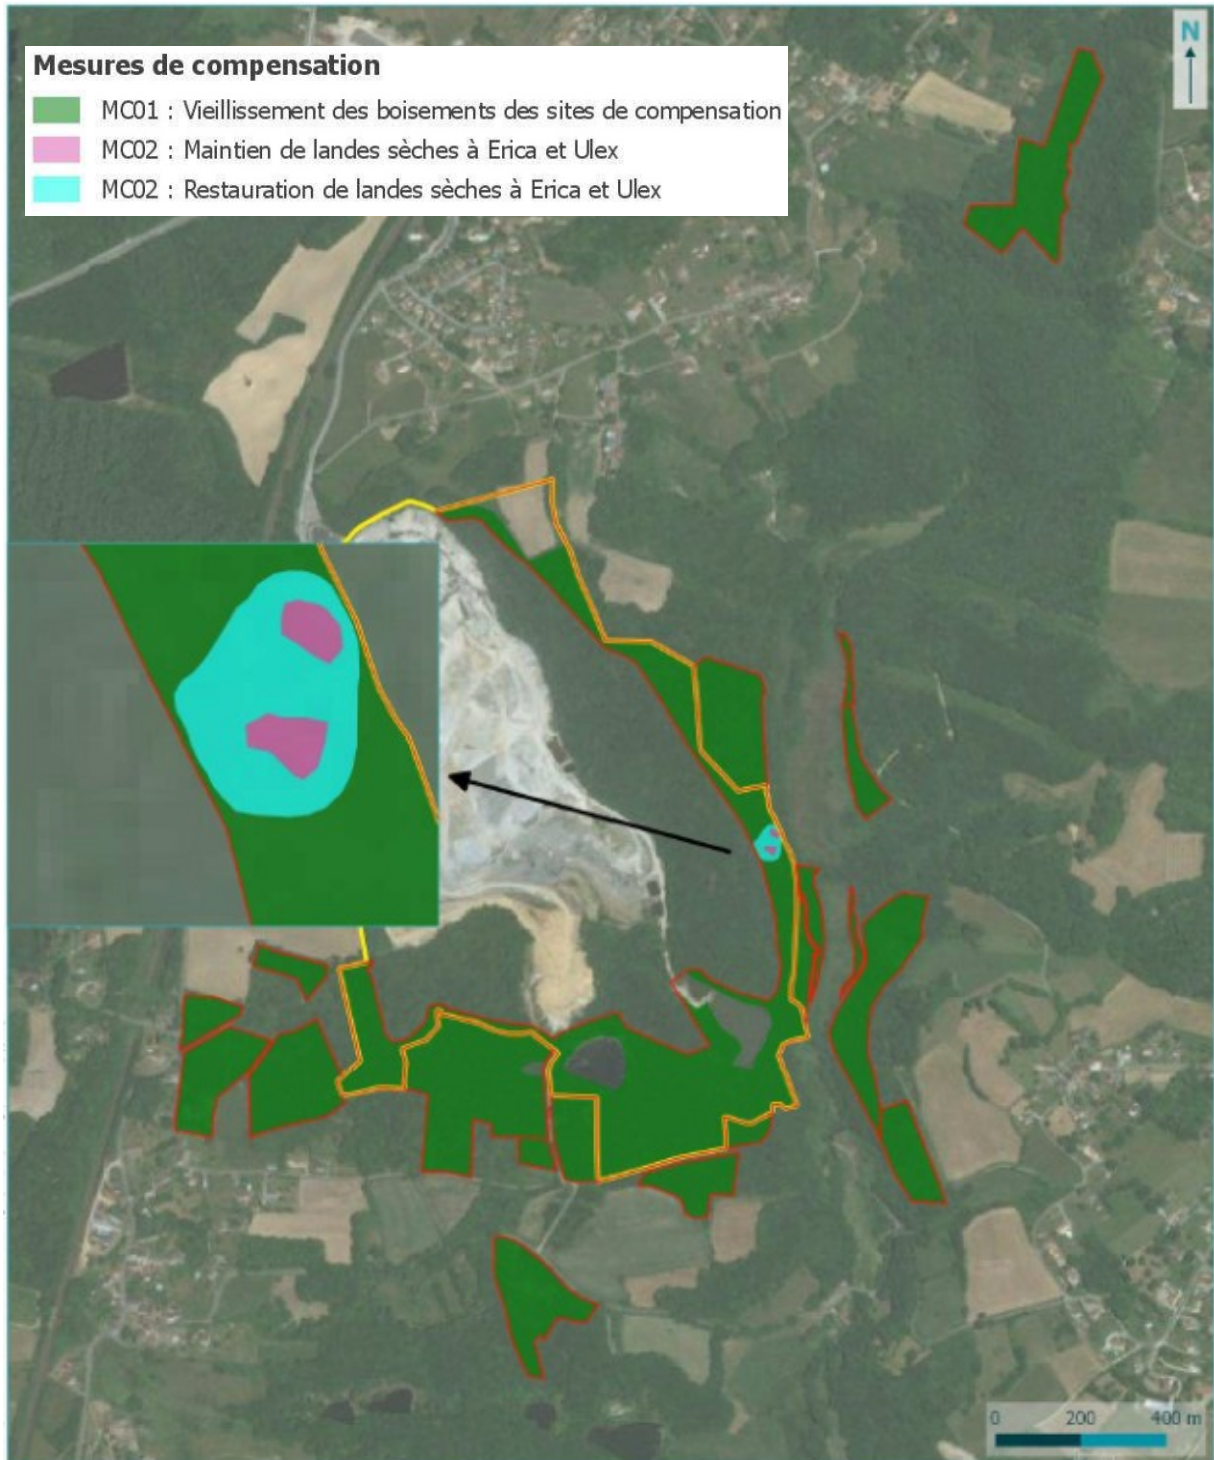 N
Mesures de compensation
MC01 : Vieillissement des boisements des sites de compensation
MC02 : Maintien de landes sèches à Erica et Ulex
MC02 : Restauration de landes sèches à Erica et Ulex
0 200 400 m